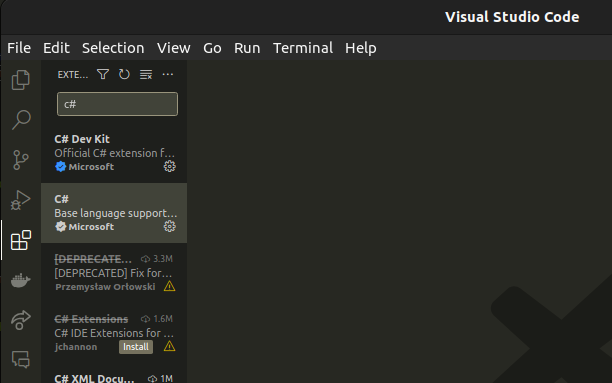 Visual Studio Code
File Edit Selection View Go Run Terminal Help
EXTE...
c#
C# Dev Kit
Official C# extension f...
Microsoft
C#
Base language support...
Microsoft
[DEPRECATE... 3.3M
[DEPRECATED] Fix for...
Przemysław Orłowski
C# Extensions 1.6M
C# IDE Extensions for ...
jchannon Install
C# XML Docu... 1M